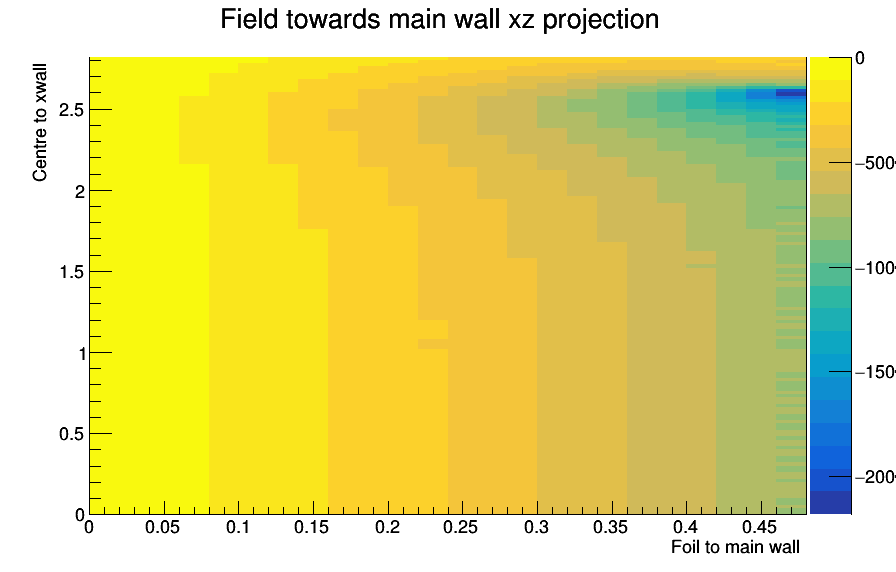 Field towards main wall xz projection
Centre to xwall
2.5
2
1.5
1
0.5
0
0 0.05 0.1 0.15 0.2 0.25 0.3 0.35 0.4 0.45
Foil to main wall
0
−500
−100
−150
−200